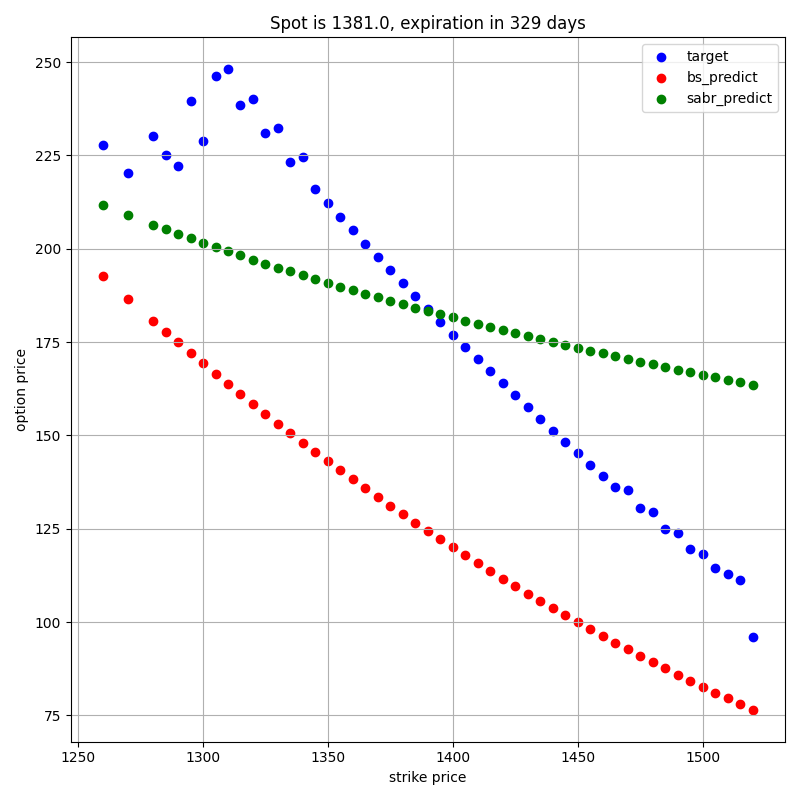 Spot is 1381.0, expiration in 329 days
target
bs_predict
sabr_predict
option price
250
225
200
175
150
125
100
75
1250 1300 1350 1400 1450 1500
strike price